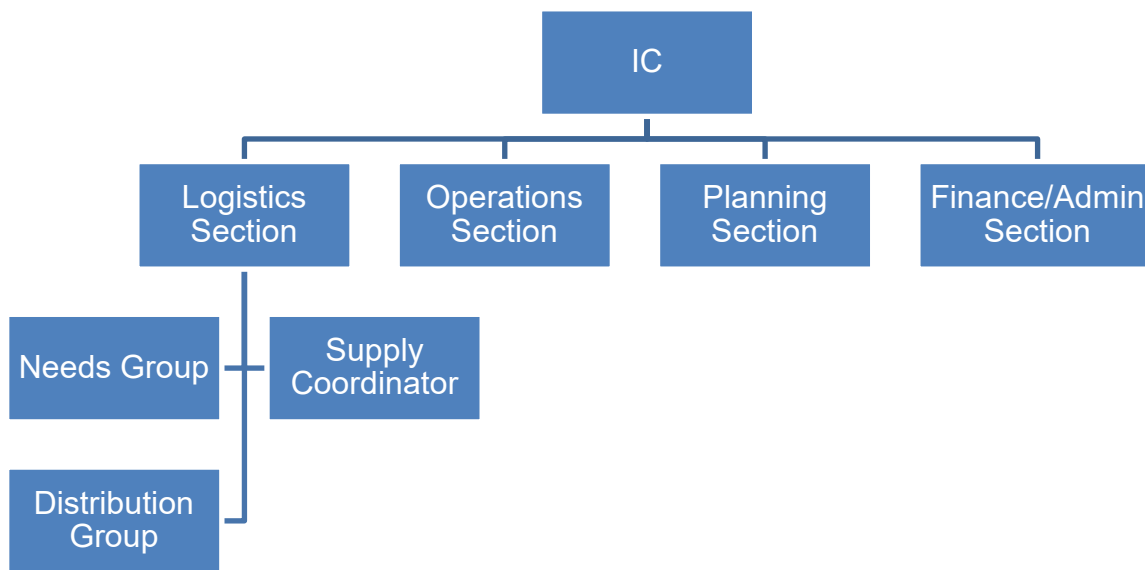 IC
Logistics
Section
Operations
Section
Planning
Section
Finance/Admin
Section
Needs Group
Supply
Coordinator
Distribution
Group